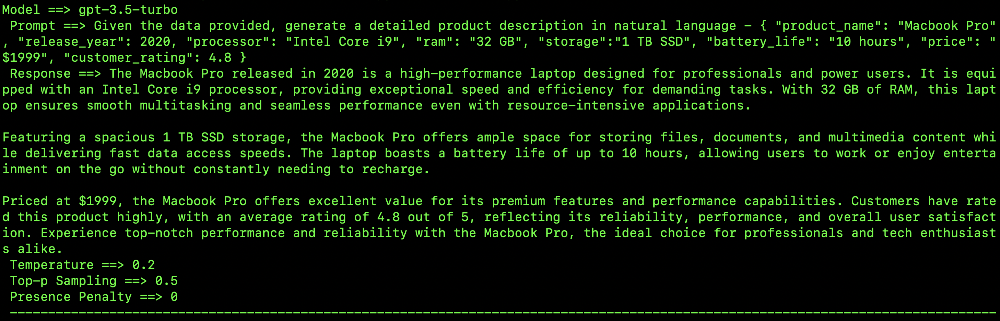 Model ==> gpt-3.5-turbo
Prompt ==> Given the data provided, generate a detailed product description in natural language - { "product_name": "Macbook Pro"
, "release_year": 2020, "processor": "Intel Core i9", "ram": "32 GB", "storage":"1 TB SSD", "battery_life": "10 hours", "price": "
$1999", "customer_rating": 4.8 }
Response ==> The Macbook Pro released in 2020 is a high-performance laptop designed for professionals and power users. It is equi
pped with an Intel Core i9 processor, providing exceptional speed and efficiency for demanding tasks. With 32 GB of RAM, this lapt
op ensures smooth multitasking and seamless performance even with resource-intensive applications.

Featuring a spacious 1 TB SSD storage, the Macbook Pro offers ample space for storing files, documents, and multimedia content whi
le delivering fast data access speeds. The laptop boasts a battery life of up to 10 hours, allowing users to work or enjoy enterta
inment on the go without constantly needing to recharge.

Priced at $1999, the Macbook Pro offers excellent value for its premium features and performance capabilities. Customers have rate
d this product highly, with an average rating of 4.8 out of 5, reflecting its reliability, performance, and overall user satisfact
ion. Experience top-notch performance and reliability with the Macbook Pro, the ideal choice for professionals and tech enthusiast
s alike.
Temperature ==> 0.2
Top-p Sampling ==> 0.5
Presence Penalty ==> 0
----------------------------------------------------------------------------------------------------------------------------------